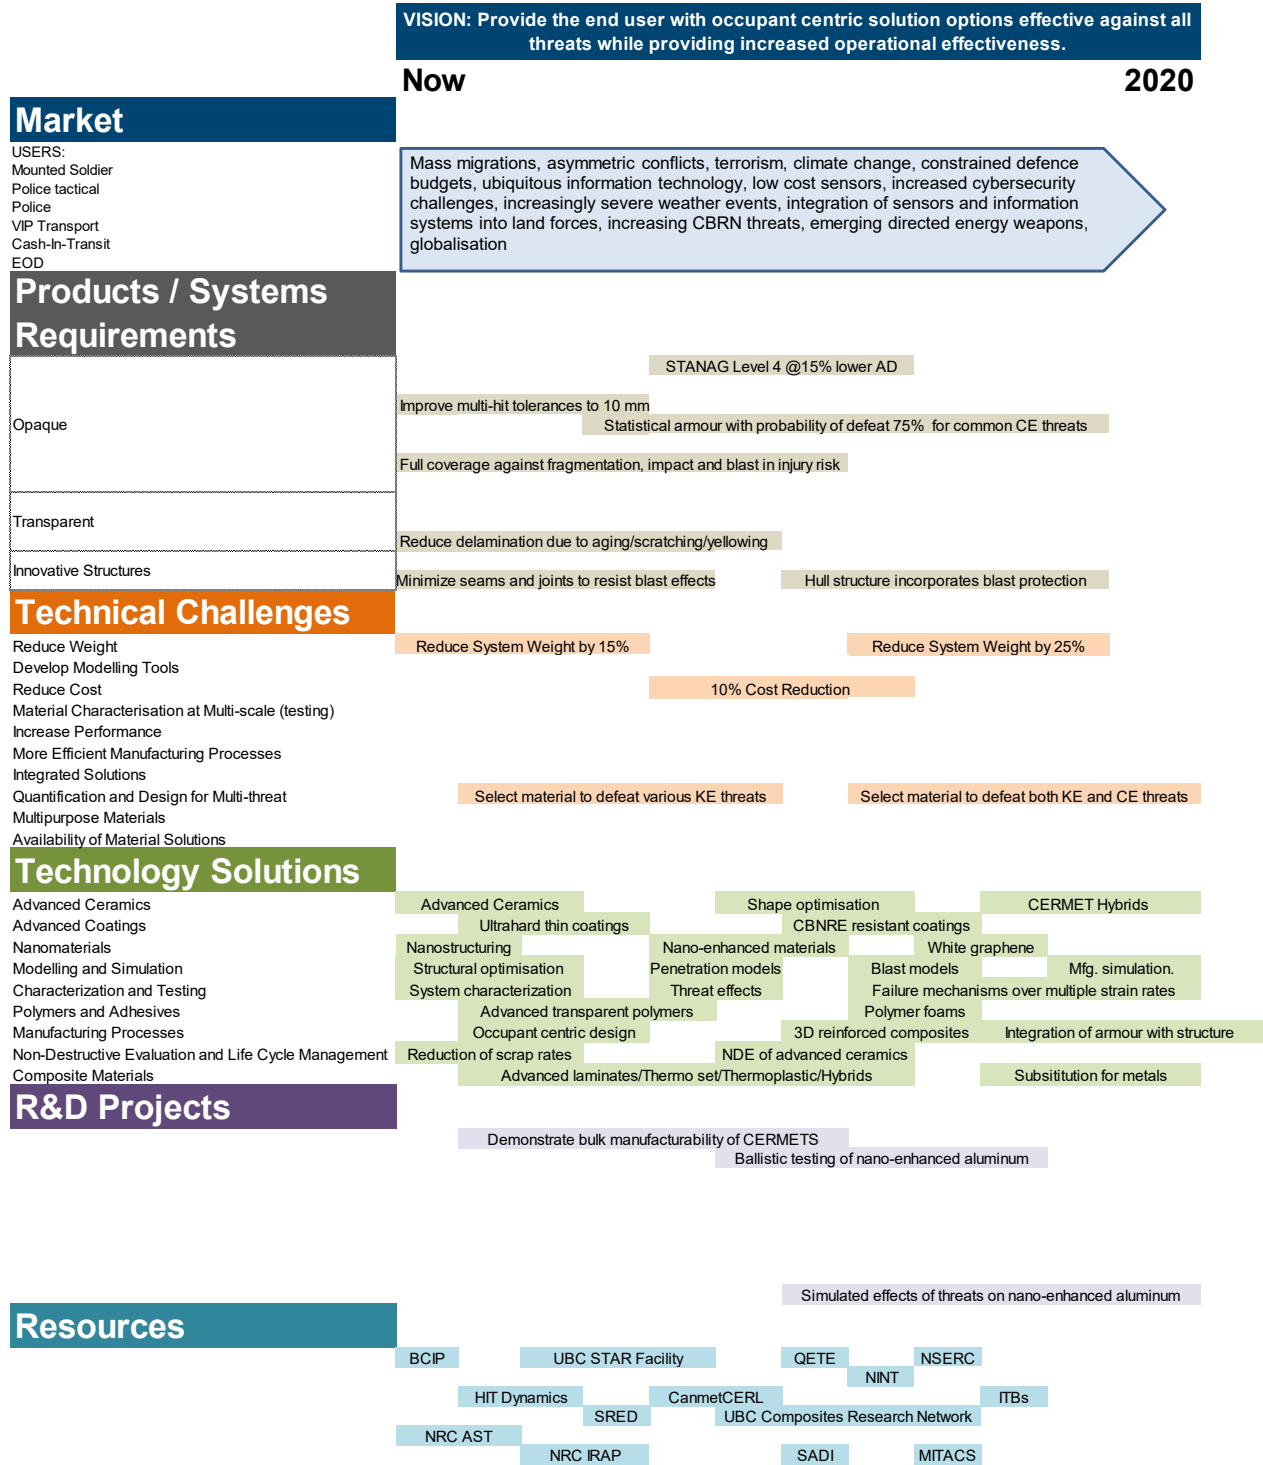 VISION: Provide the end user with occupant centric solution options effective against all
threats while providing increased operational effectiveness.
Now 2020
Market
USERS:
Mounted Soldier
Police tactical
Police
VIP Transport
Cash-In-Transit
EOD
Mass migrations, asymmetric conflicts, terrorism, climate change, constrained defence
budgets, ubiquitous information technology, low cost sensors, increased cybersecurity
challenges, increasingly severe weather events, integration of sensors and information
systems into land forces, increasing CBRN threats, emerging directed energy weapons,
globalisation
Products / Systems
Requirements
STANAG Level 4 @15% lower AD
Improve multi-hit tolerances to 10 mm
Opaque
Statistical armour with probability of defeat 75% for common CE threats
Full coverage against fragmentation, impact and blast in injury risk
Transparent
Reduce delamination due to aging/scratching/yellowing
Innovative Structures
Minimize seams and joints to resist blast effects Hull structure incorporates blast protection
Technical Challenges
Reduce Weight Reduce System Weight by 15% Reduce System Weight by 25%
Develop Modelling Tools
Reduce Cost 10% Cost Reduction
Material Characterisation at Multi-scale (testing)
Increase Performance
More Efficient Manufacturing Processes
Integrated Solutions
Quantification and Design for Multi-threat Select material to defeat various KE threats Select material to defeat both KE and CE threats
Multipurpose Materials
Availability of Material Solutions
Technology Solutions
Advanced Ceramics Advanced Ceramics Shape optimisation CERMET Hybrids
Advanced Coatings Ultrahard thin coatings CBNRE resistant coatings
Nanomaterials Nanostructuring Nano-enhanced materials White graphene
Modelling and Simulation Structural optimisation Penetration models Blast models Mfg. simulation.
Characterization and Testing System characterization Threat effects Failure mechanisms over multiple strain rates
Polymers and Adhesives Advanced transparent polymers Polymer foams
Manufacturing Processes Occupant centric design 3D reinforced composites Integration of armour with structure
Non-Destructive Evaluation and Life Cycle Management Reduction of scrap rates NDE of advanced ceramics
Composite Materials Advanced laminates/Thermo set/Thermoplastic/Hybrids Subsititution for metals
R&D Projects
Demonstrate bulk manufacturability of CERMETS
Ballistic testing of nano-enhanced aluminum
Simulated effects of threats on nano-enhanced aluminum
Resources
BCIP UBC STAR Facility QETE NSERC
NINT
HIT Dynamics CanmetCERL ITBs
SRED UBC Composites Research Network
NRC AST
NRC IRAP SADI MITACS